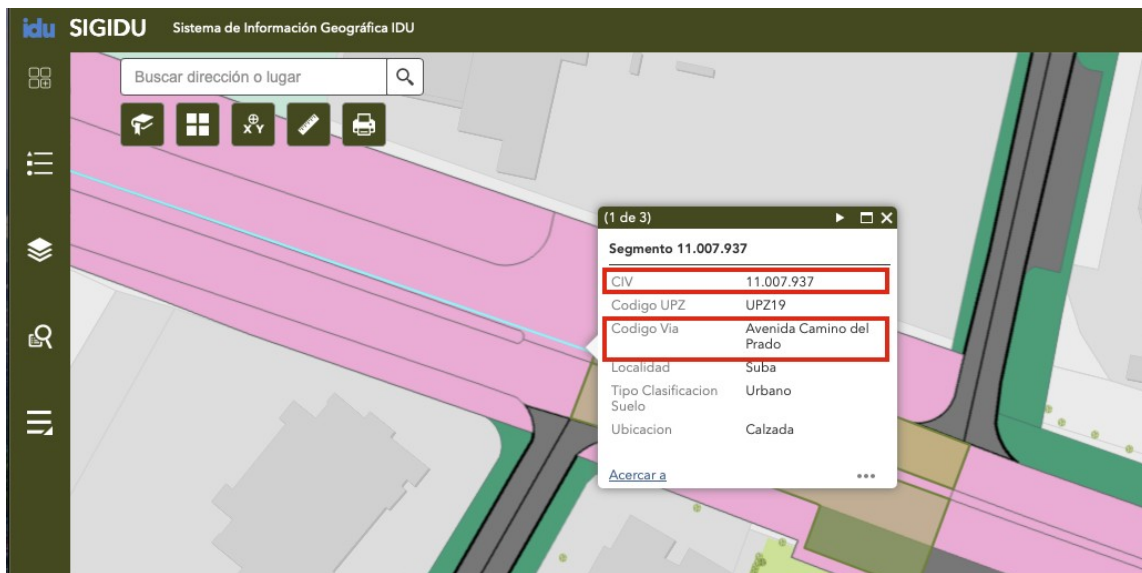 idu SIGIDU Sistema de Información Geográfica IDU
Buscar dirección o lugar
X Y
(1 de 3)
Segmento 11.007.937
CIV 11.007.937
Codigo UPZ UPZ19
Codigo Via Avenida Camino del
Prado
Localidad Suba
Tipo Clasificacion Urbano
Suelo
Ubicacion Calzada
Acercar a